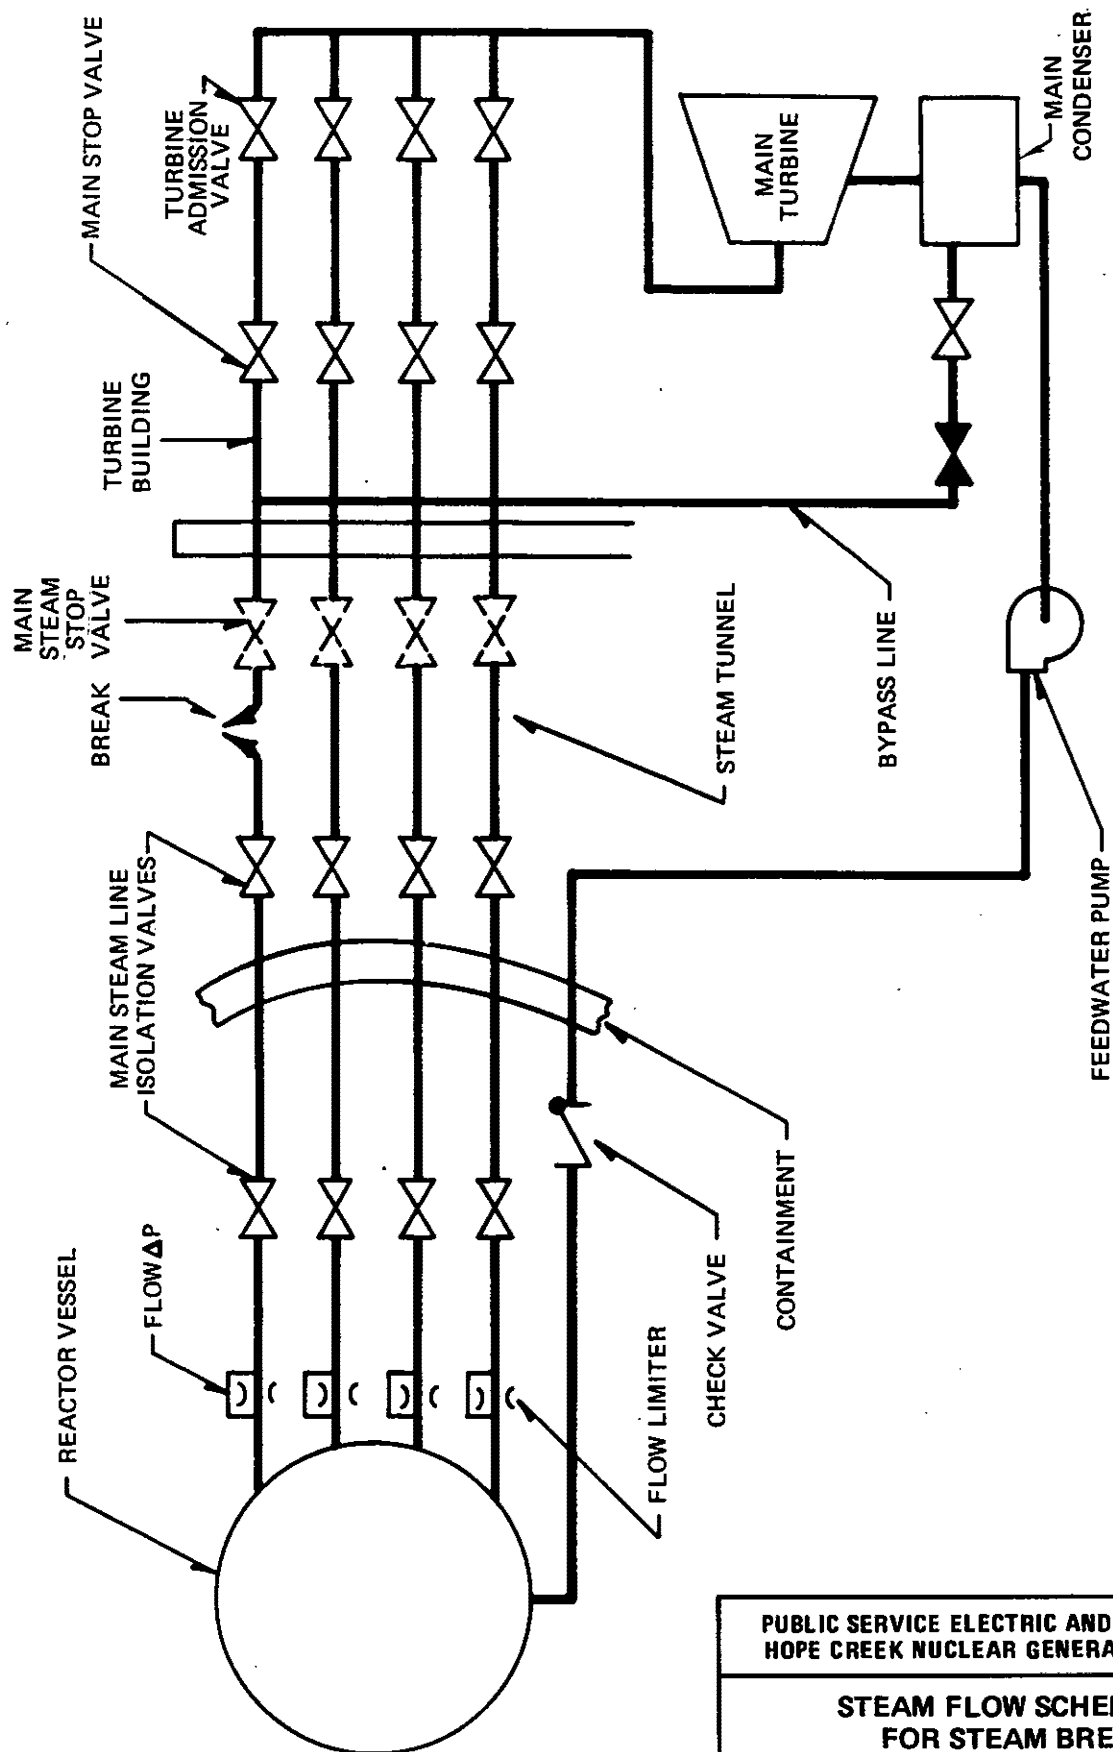 REACTOR VESSEL
FLOW ΔP
MAIN STEAM LINE
ISOLATION VALVES
BREAK
MAIN
STEAM
STOP
VALVE
TURBINE
BUILDING
MAIN STOP VALVE
TURBINE
ADMISSION
VALVE
FLOW LIMITER
CHECK VALVE
CONTAINMENT
STEAM TUNNEL
BYPASS LINE
FEEDWATER PUMP
MAIN
TURBINE
MAIN
CONDENSER
PUBLIC SERVICE ELECTRIC AND
HOPE CREEK NUCLEAR GENERA
STEAM FLOW SCHE
FOR STEAM BRE